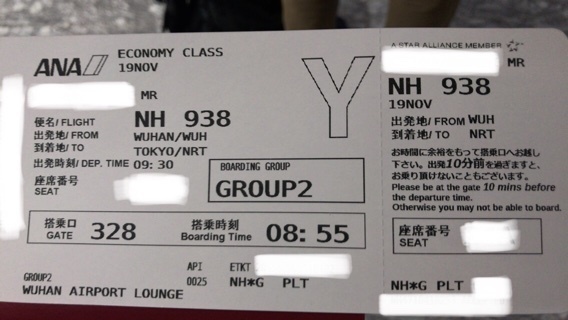 ANA ECONOMY CLASS
19NOV
MR
便名/ FLIGHT NH 938
出発地/ FROM WUHAN/WUH
到着地/ TO TOKYO/NRT
出発時刻/ DEP. TIME 09: 30
座席番号
SEAT
Y
BOARDING GROUP
GROUP2
搭乗口
GATE 328
搭乗時刻
Boarding Time 08: 55
API ETKT
0025 NH*G PLT
GROUP2
WUHAN AIRPORT LOUNGE
A STAR ALLIANCE MEMBER
MR
NH 938
19NOV
出発地/ FROM WUH
到着地/ TO NRT
お時間に余裕をもって搭乗口へお越し
下さい。出発10分前を過ぎますと、
お乗り頂けないこともございます。
Please be at the gate 10 mins before
the departure time.
Otherwise you may not be able to board.
座席番号
SEAT
NH*G PLT